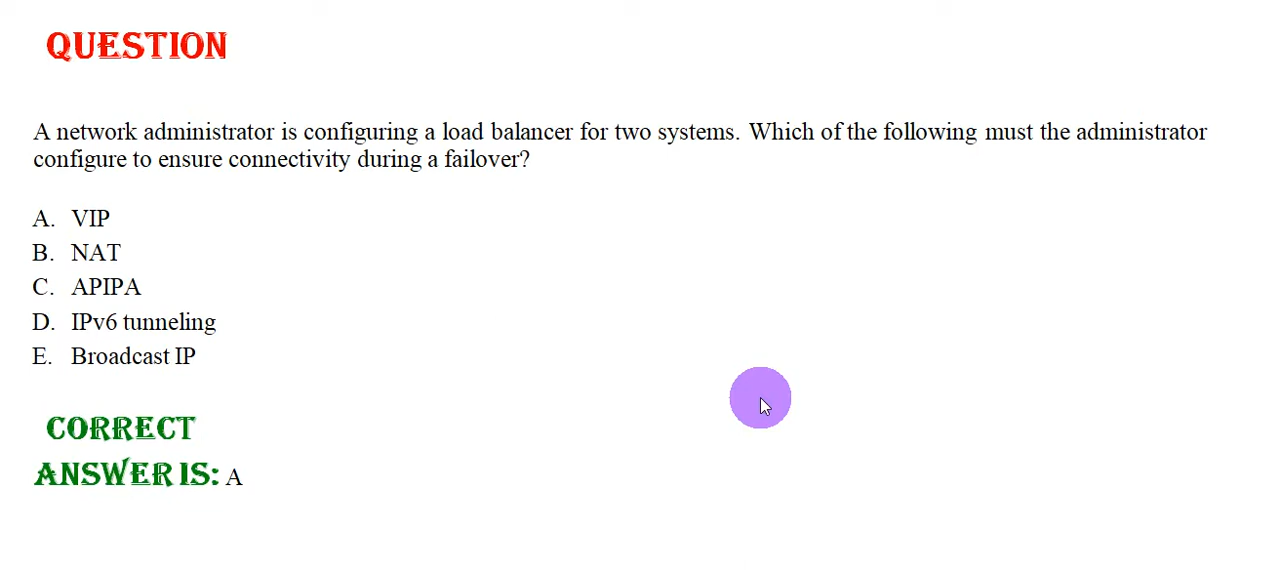 QUESTION
A network administrator is configuring a load balancer for two systems. Which of the following must the administrator
configure to ensure connectivity during a failover?
A. VIP
B. NAT
C. APIPA
D. IPv6 tunneling
E. Broadcast IP
CORRECT
ANSWER IS: A